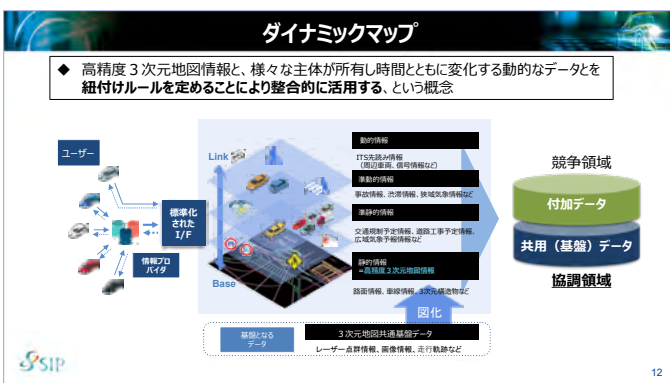 ダイナミックマップ
◆ 高精度３次元地図情報と、様々な主体が所有し時間とともに変化する動的なデータとを
紐付けルールを定めることにより整合的に活用する、という概念
ユーザー
標準化
された
I/F
情報プロ
バイダ
Link
Base
動的情報
ITS先読み情報
（周辺車両、信号情報など）
準動的情報
事故情報、渋滞情報、狭域気象情報など
準静的情報
交通規制予定情報、道路工事予定情報、
広域気象予報情報など
静的情報
=高精度３次元地図情報
路面情報、車線情報、3次元構造物など
図化
基盤となる
データ
３次元地図共通基盤データ
レーザー点群情報、画像情報、走行軌跡など
競争領域
付加データ
共用（基盤）データ
協調領域
SIP
12